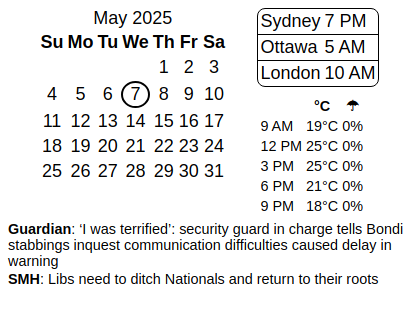 May 2025
Su Mo Tu We Th Fr Sa
1 2 3
4 5 6 7 8 9 10
11 12 13 14 15 16 17
18 19 20 21 22 23 24
25 26 27 28 29 30 31
Sydney 7 PM
Ottawa 5 AM
London 10 AM
°C ☂
9 AM 19°C 0%
12 PM 25°C 0%
3 PM 25°C 0%
6 PM 21°C 0%
9 PM 18°C 0%
Guardian: ‘I was terrified’: security guard in charge tells Bondi
stabbings inquest communication difficulties caused delay in
warning
SMH: Libs need to ditch Nationals and return to their roots